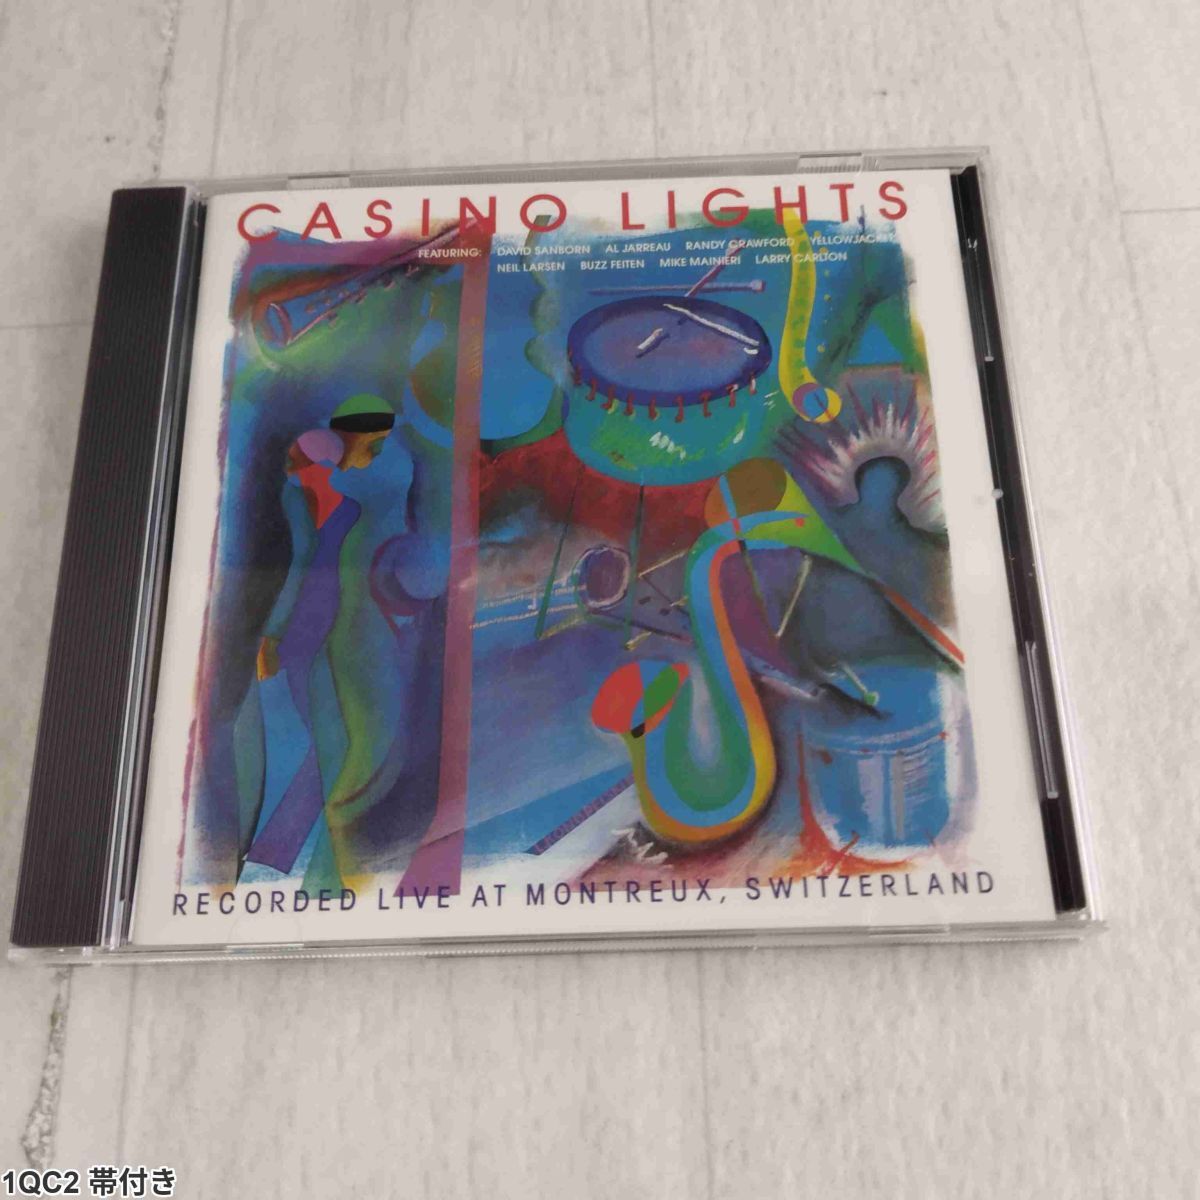 CASINO LIGHTS
FEATURING: DAVID SANBORN AL JARREAU RANDY CRAWFORD YELLOWJACKETS
NEIL LARSEN BUZZ FEITEN MIKE MAINIERI LARRY CARLTON
RECORDED LIVE AT MONTREUX, SWITZERLAND
1QC2 帯付き